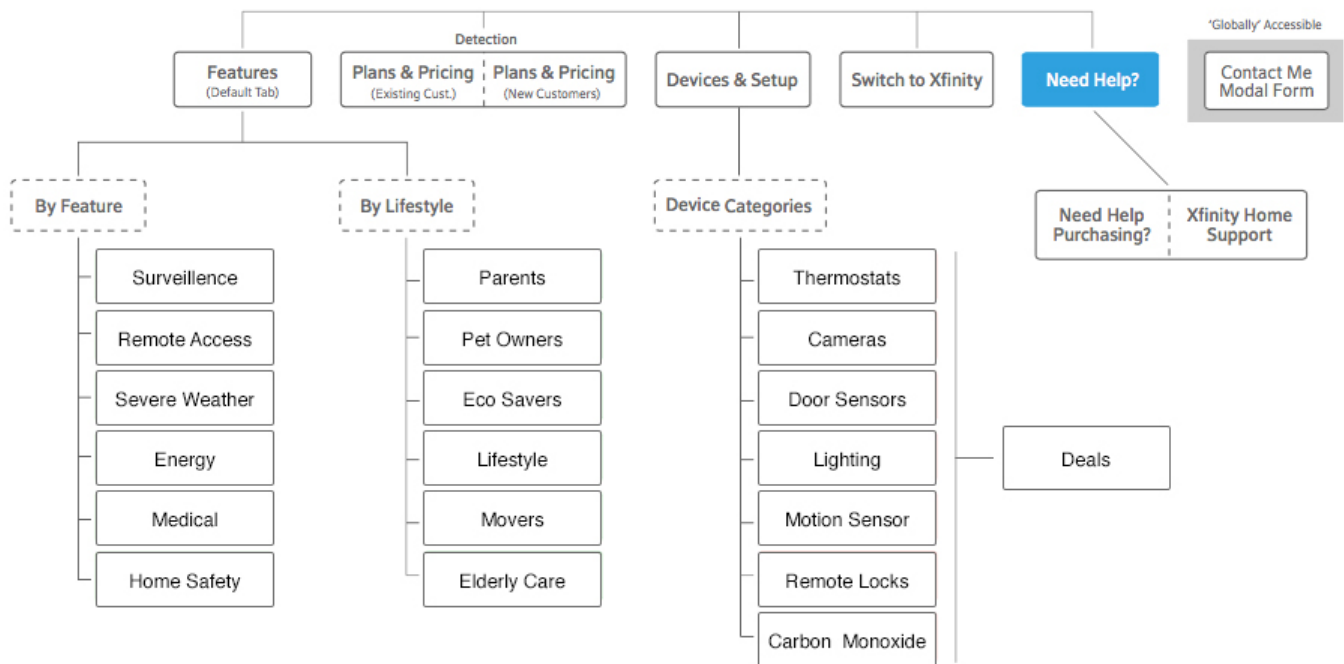 'Globally' Accessible
Detection
Features
(Default Tab)
Plans & Pricing
(Existing Cust.)
Plans & Pricing
(New Customers)
Devices & Setup
Switch to Xfinity
Need Help?
Contact Me
Modal Form
By Feature
By Lifestyle
Device Categories
Need Help
Purchasing?
Xfinity Home
Support
Surveillence
Remote Access
Severe Weather
Energy
Medical
Home Safety
Parents
Pet Owners
Eco Savers
Lifestyle
Movers
Elderly Care
Thermostats
Cameras
Door Sensors
Lighting
Motion Sensor
Remote Locks
Carbon Monoxide
Deals